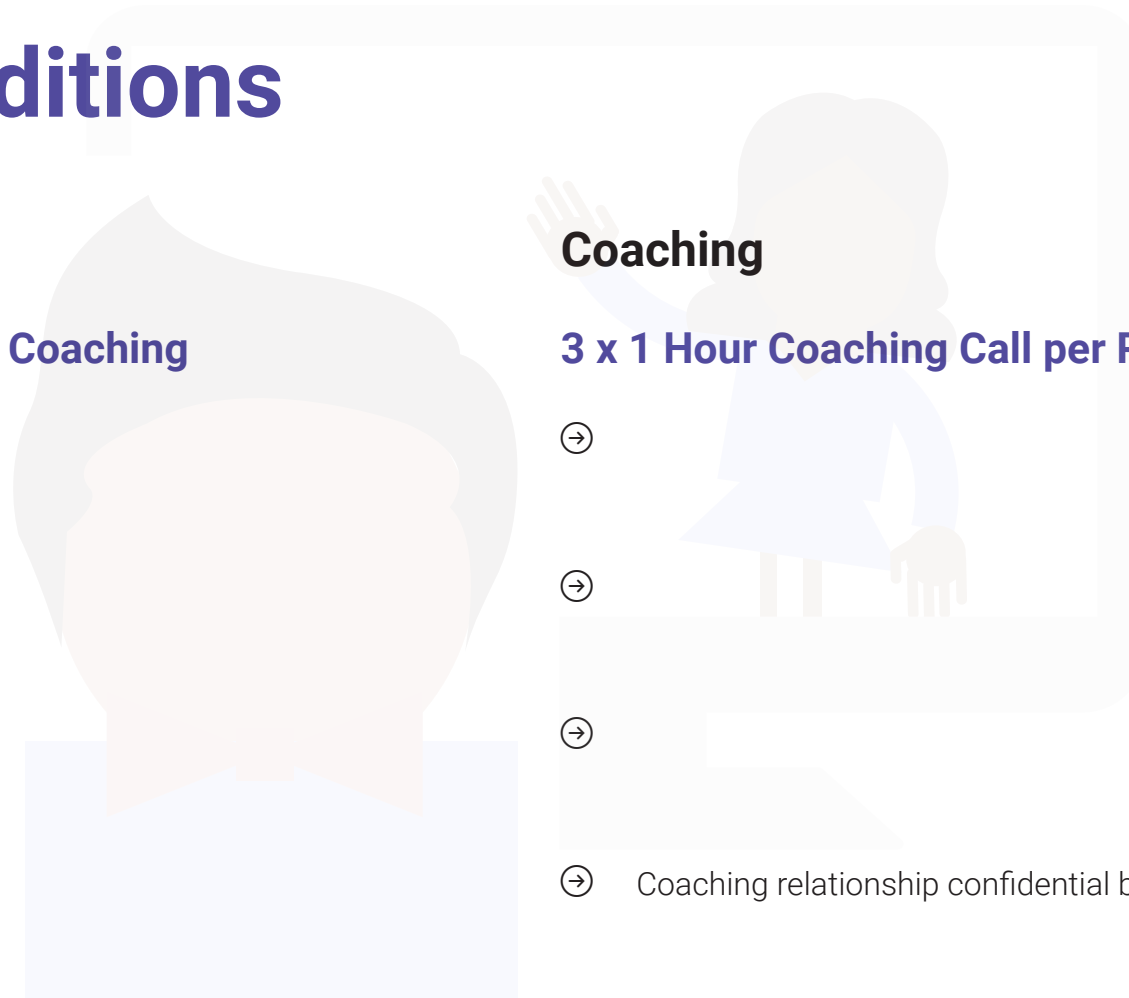 ditions
Coaching
Coaching
3 x 1 Hour Coaching Call per
Coaching relationship confidential